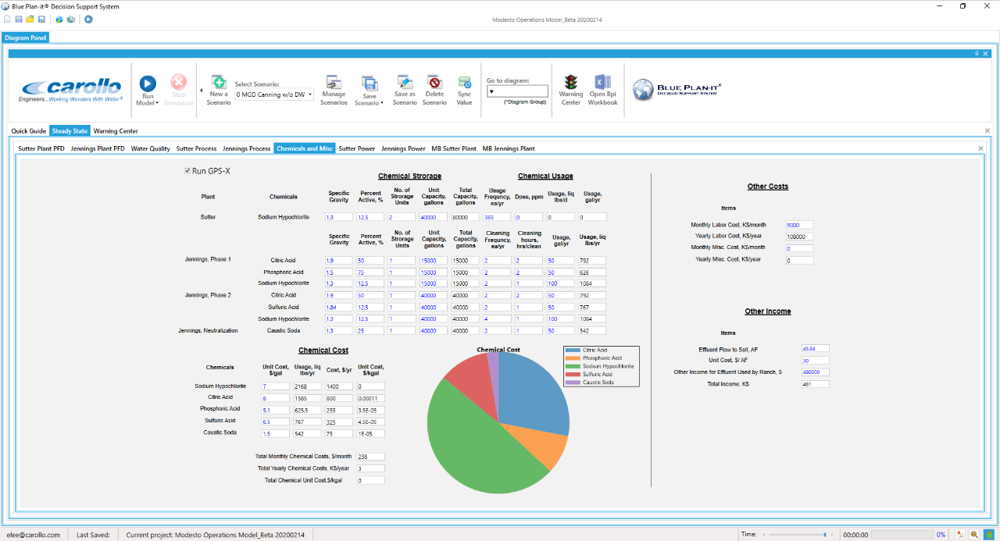 Blue Plan-it® Decision Support System
Modesto Operations Model_Beta 20200214
Diagram Panel
carollo
Engineers...Working Wonders With Water®
Run Model
Stop Simulation
New a Scenario
Select Scenario:
0 MGD Canning w/o DW
Manage Scenarios
Save Scenario
Save as Scenario
Delete Scenario
Sync Value
Go to diagram:
(*Diagram Group)
Warning Center
Open Bpi Workbook
BLUE PLAN-IT®
DECISION SUPPORT SYSTEM
Quick Guide Steady State Warning Center
Sutter Plant PFD Jennings Plant PFD Water Quality Sutter Process Jennings Process Chemicals and Misc Sutter Power Jennings Power MB Sutter Plant MB Jennings Plant
Run GPS-X
Chemical Strorage Chemical Usage
Plant Chemicals Specific Gravity Percent Active, % No. of Strorage Units Unit Capacity, gallons Total Capacity, gallons Usage Frequncy, ea/yr Dose, ppm Usage, liq lbs/d Usage, gal/yr
Sutter Sodium Hypochlorite 1.3 12.5 2 40000 80000 365 0 0 0
Specific Gravity Percent Active, % No. of Strorage Units Unit Capacity, gallons Total Capacity, gallons Cleaning Frequncy, ea/yr Cleaning hours, hrs/clean Usage, gal/yr Usage, liq lbs/yr
Jennings, Phase 1 Citric Acid 1.9 50 1 15000 15000 2 2 50 792
Phosphoric Acid 1.5 75 1 15000 15000 2 2 50 626
Sodium Hypochlorite 1.3 12.5 1 15000 15000 2 1 100 1084
Jennings, Phase 2 Citric Acid 1.9 50 1 40000 40000 2 2 50 792
Sulfuric Acid 1.84 12.5 1 40000 40000 2 1 50 767
Sodium Hypochlorite 1.3 12.5 1 40000 40000 4 1 100 1084
Jennings, Neutralization Caustic Soda 1.3 25 1 40000 40000 2 1 50 542
Chemical Cost
Chemicals Unit Cost, $/gal Usage, liq lbs/yr Cost, $/yr Unit Cost, $/kgal
Sodium Hypochlorite 7 2168 1400 0
Citric Acid 8 1585 800 0.00011
Phosphoric Acid 5.1 625.5 255 3.5E-05
Sulfuric Acid 6.5 767 325 4.5E-05
Caustic Soda 1.5 542 75 1E-05
Total Monthly Chemical Costs, $/month 238
Total Yearly Chemical Costs, K$/year 3
Total Chemical Unit Cost,$/kgal 0
Chemical Cost
Citric Acid
Phosphoric Acid
Sodium Hypochlorite
Sulfuric Acid
Caustic Soda
Other Costs
Items
Monthly Labor Cost, K$/month 9000
Yearly Labor Cost, K$/year 108000
Monthly Misc. Cost, K$/month 0
Yearly Misc. Cost, K$/year 0
Other Income
Items
Effluent Flow to Sell, AF 45.84
Unit Cost, $/ AF 30
Other Income for Effluent Used by Ranch, $ 480000
Total Income, K$ 481
elee@carollo.com Last Saved: Current project: Modesto Operations Model_Beta 20200214 Time: 00:00:00 0%